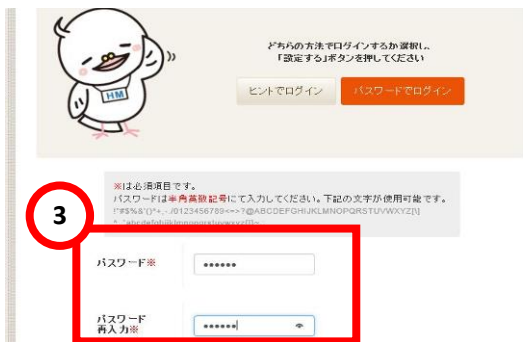 どちらの方法でログインするか選択し、
「設定する」ボタンを押してください
ヒントでログイン
パスワードでログイン
HM
※は必須項目です。
パスワードは半角英数記号にて入力してください。下記の文字が使用可能です。
!"#$%&'()*+,-./0123456789<=>?@ABCDEFGHIJKLMNOPQRSTUVWXYZ[\]
3
パスワード※
••••••
パスワード
再入力※
••••••